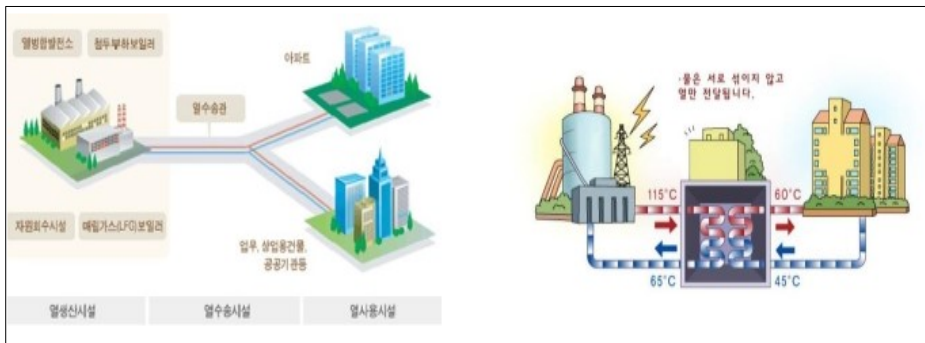 열병합발전소
첨두부하보일러
아파트
열수송관
자원회수시설
매립가스(LFG)보일러
업무, 상업용건물,
공공기관등
열생산시설
열수송시설
열사용시설
·물은 서로 섞이지 않고
열만 전달됩니다.
115°C
60°C
65°C
45°C